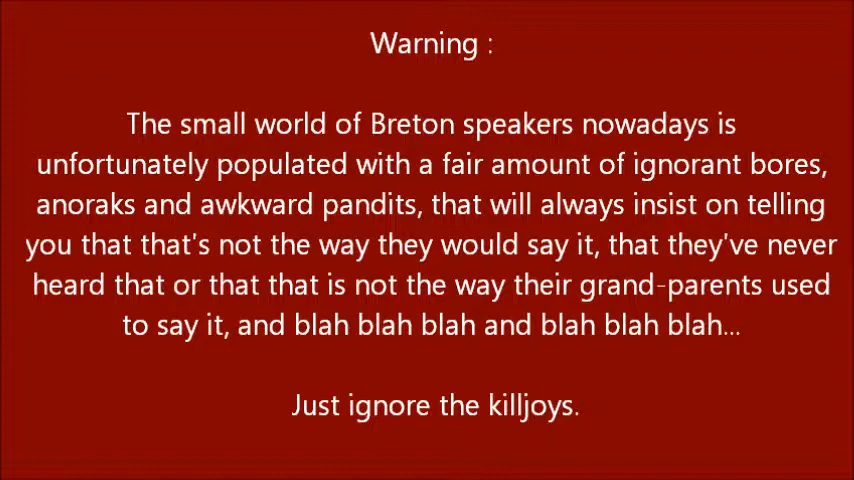 Warning :
The small world of Breton speakers nowadays is
unfortunately populated with a fair amount of ignorant bores,
anoraks and awkward pandits, that will always insist on telling
you that that's not the way they would say it, that they've never
heard that or that that is not the way their grand-parents used
to say it, and blah blah blah and blah blah blah...
Just ignore the killjoys.